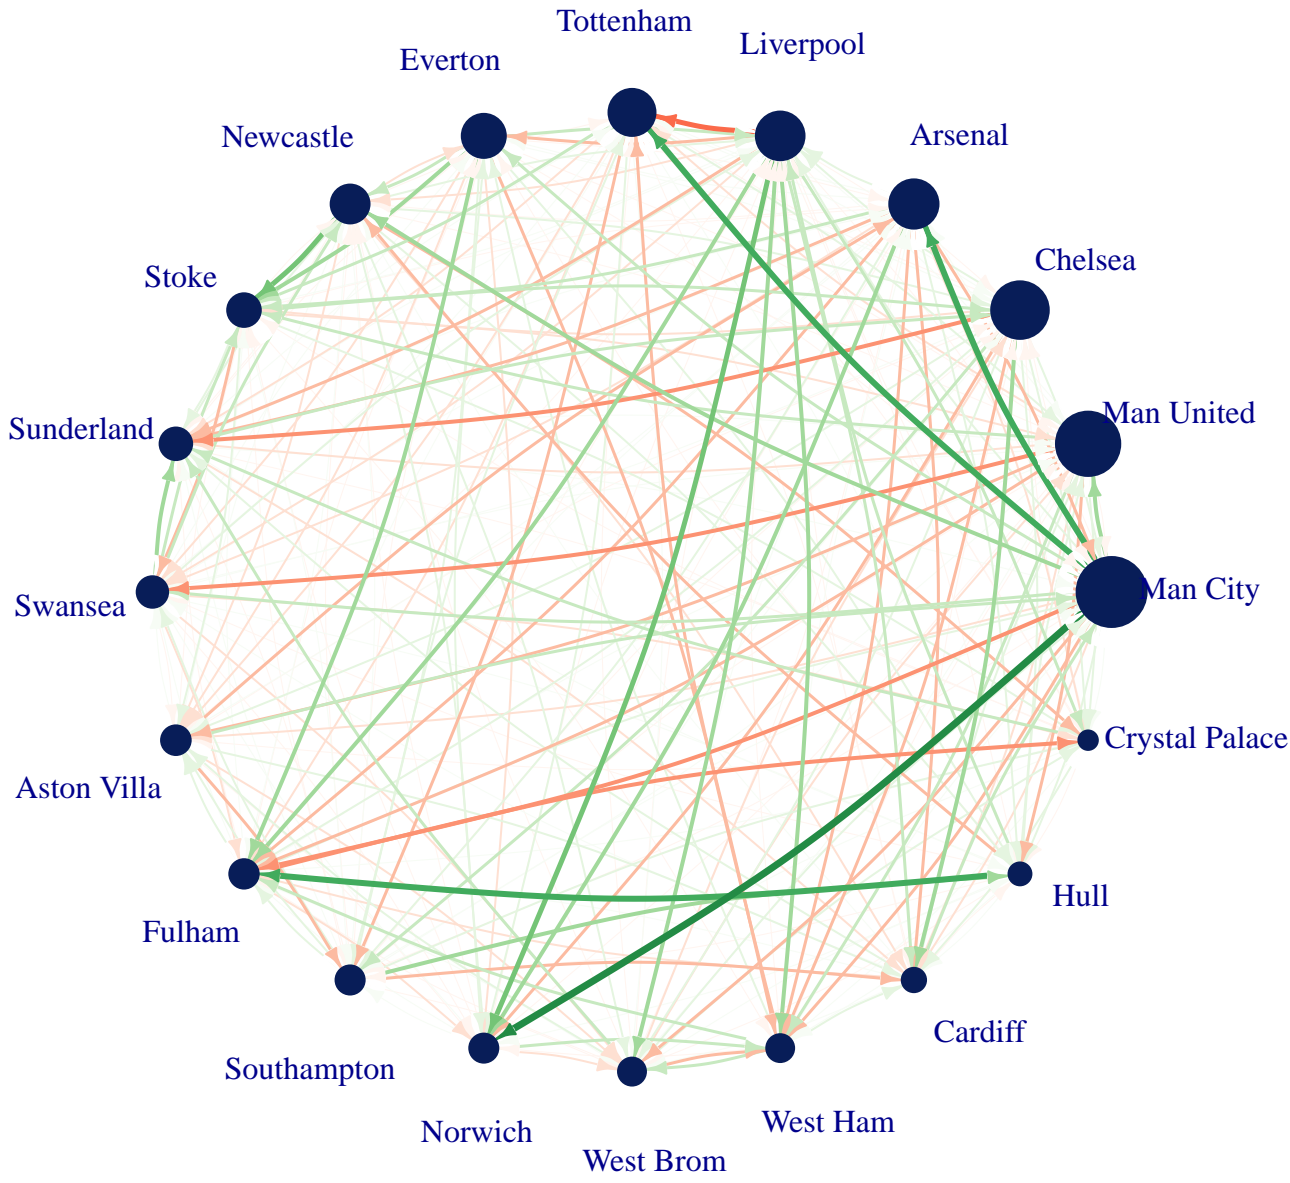 Tottenham
Liverpool
Everton
Arsenal
Newcastle
Chelsea
Stoke
Man United
Sunderland
Man City
Swansea
Crystal Palace
Aston Villa
Hull
Fulham
Cardiff
Southampton
West Ham
Norwich
West Brom